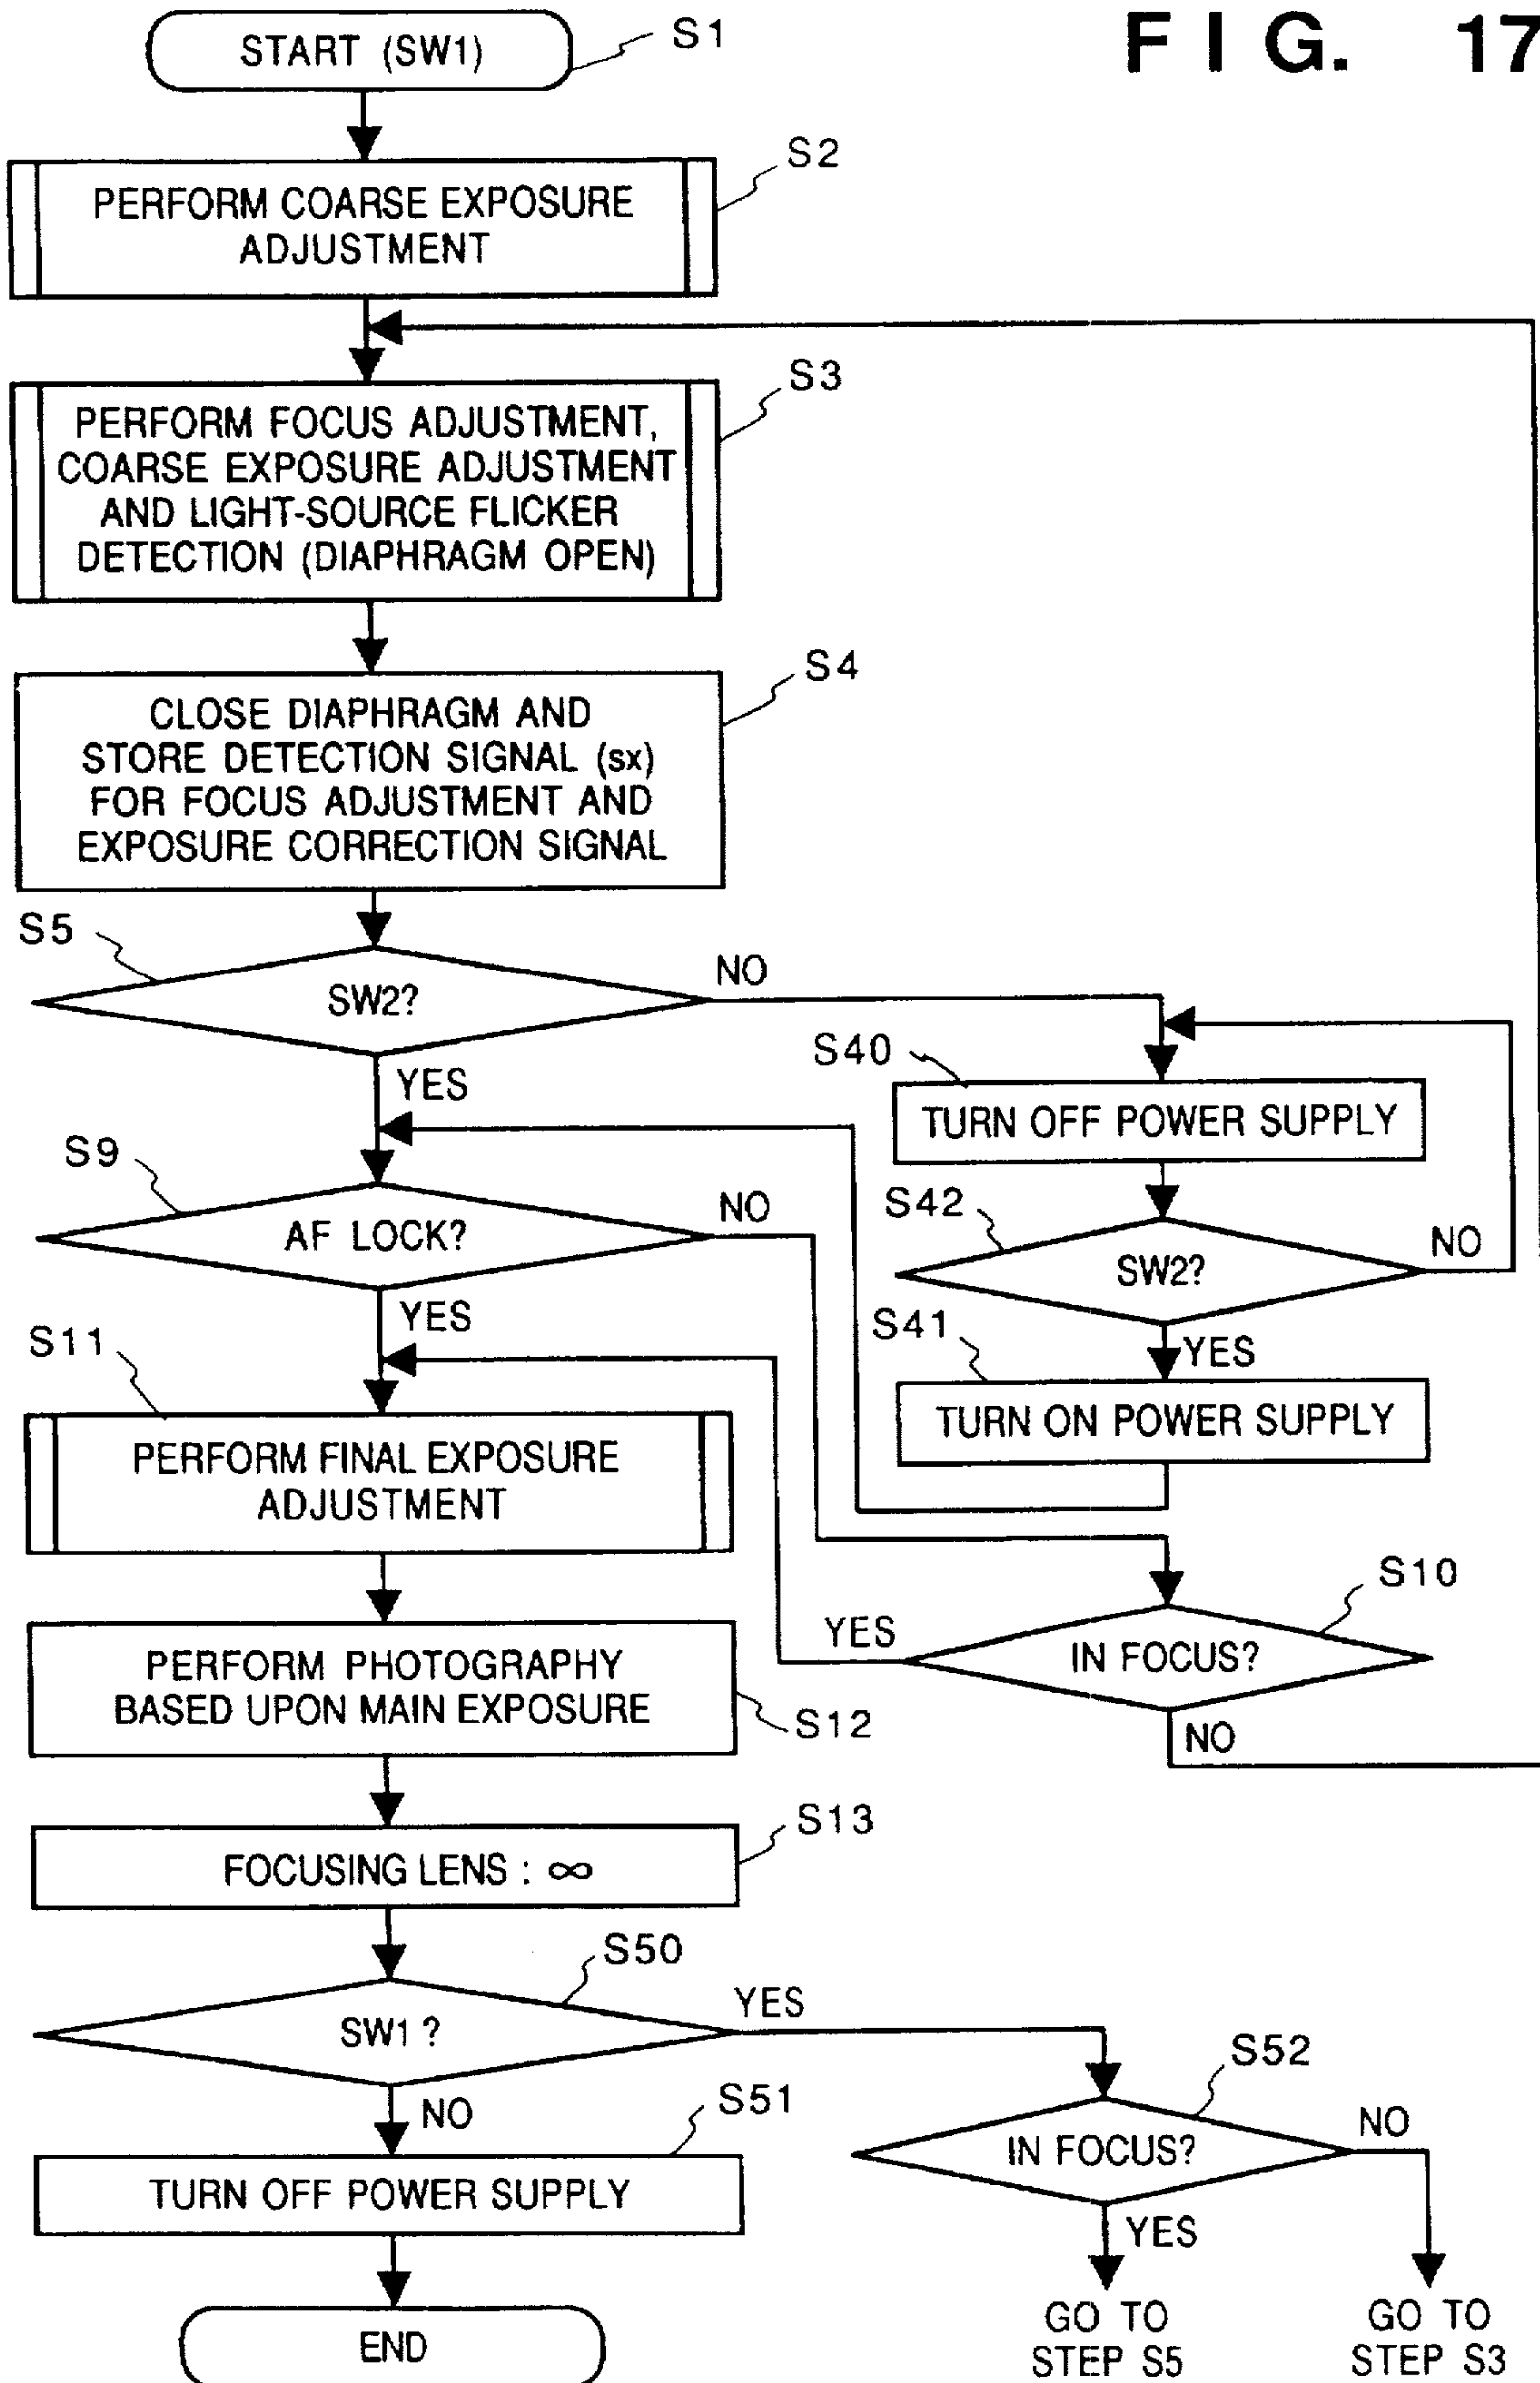 FIG. 17
START (SW1)
S1
S2
PERFORM COARSE EXPOSURE
ADJUSTMENT
S3
PERFORM FOCUS ADJUSTMENT,
COARSE EXPOSURE ADJUSTMENT
AND LIGHT-SOURCE FLICKER
DETECTION (DIAPHRAGM OPEN)
S4
CLOSE DIAPHRAGM AND
STORE DETECTION SIGNAL (sx)
FOR FOCUS ADJUSTMENT AND
EXPOSURE CORRECTION SIGNAL
S5
SW2?
NO
YES
S40
TURN OFF POWER SUPPLY
S42
SW2?
NO
YES
S41
TURN ON POWER SUPPLY
S9
AF LOCK?
NO
YES
S10
IN FOCUS?
YES
NO
S11
PERFORM FINAL EXPOSURE
ADJUSTMENT
PERFORM PHOTOGRAPHY
BASED UPON MAIN EXPOSURE
S12
S13
FOCUSING LENS : ∞
S50
SW1 ?
YES
NO
S51
TURN OFF POWER SUPPLY
END
S52
IN FOCUS?
NO
YES
GO TO
STEP S5
GO TO
STEP S3